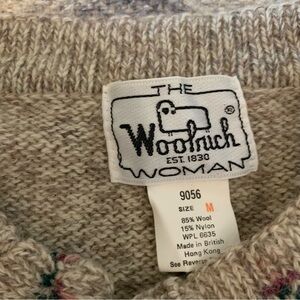 THE
Woolrich
®
EST. 1830
WOMAN
9056
SIZE M
85% Wool
15% Nylon
WPL 6635
Made in British
Hong Kong
See Reverse